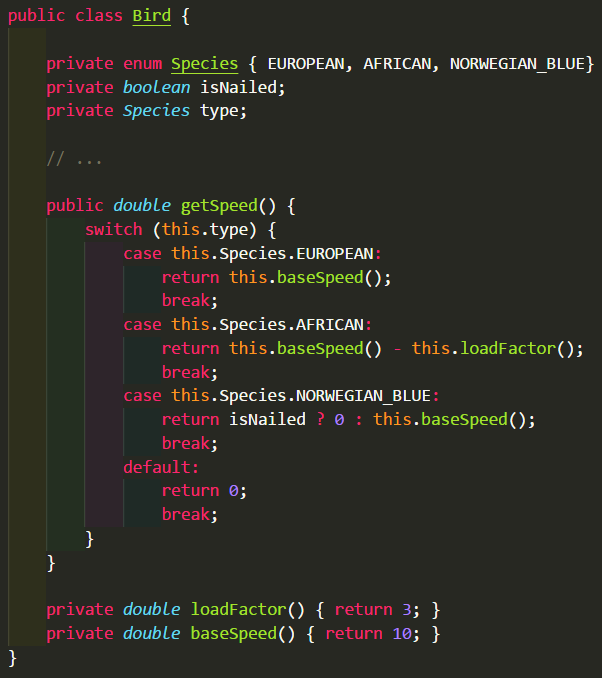 public class Bird {
private enum Species { EUROPEAN, AFRICAN, NORWEGIAN_BLUE}
private boolean isNailed;
private Species type;
// ...
public double getSpeed() {
switch (this.type) {
case this.Species.EUROPEAN:
return this.baseSpeed();
break;
case this.Species.AFRICAN:
return this.baseSpeed() - this.loadFactor();
break;
case this.Species.NORWEGIAN_BLUE:
return isNailed ? 0 : this.baseSpeed();
break;
default:
return 0;
break;
}
}
private double loadFactor() { return 3; }
private double baseSpeed() { return 10; }
}